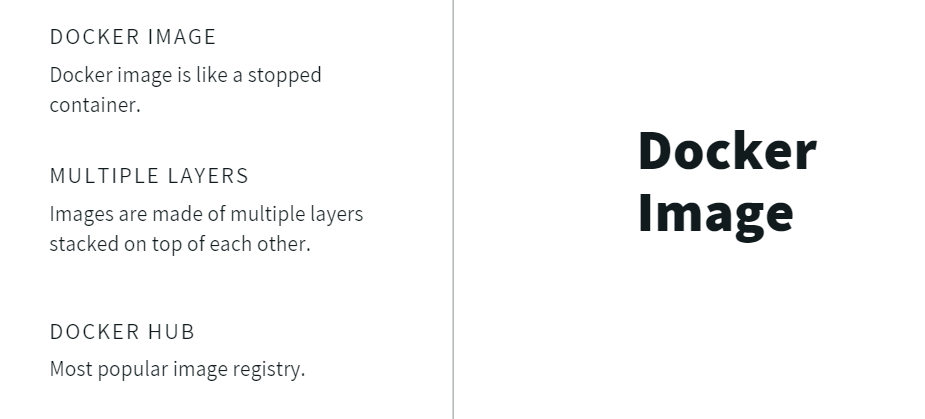 DOCKER IMAGE
Docker image is like a stopped
container.
MULTIPLE LAYERS
Images are made of multiple layers
stacked on top of each other.
DOCKER HUB
Most popular image registry.
Docker
Image